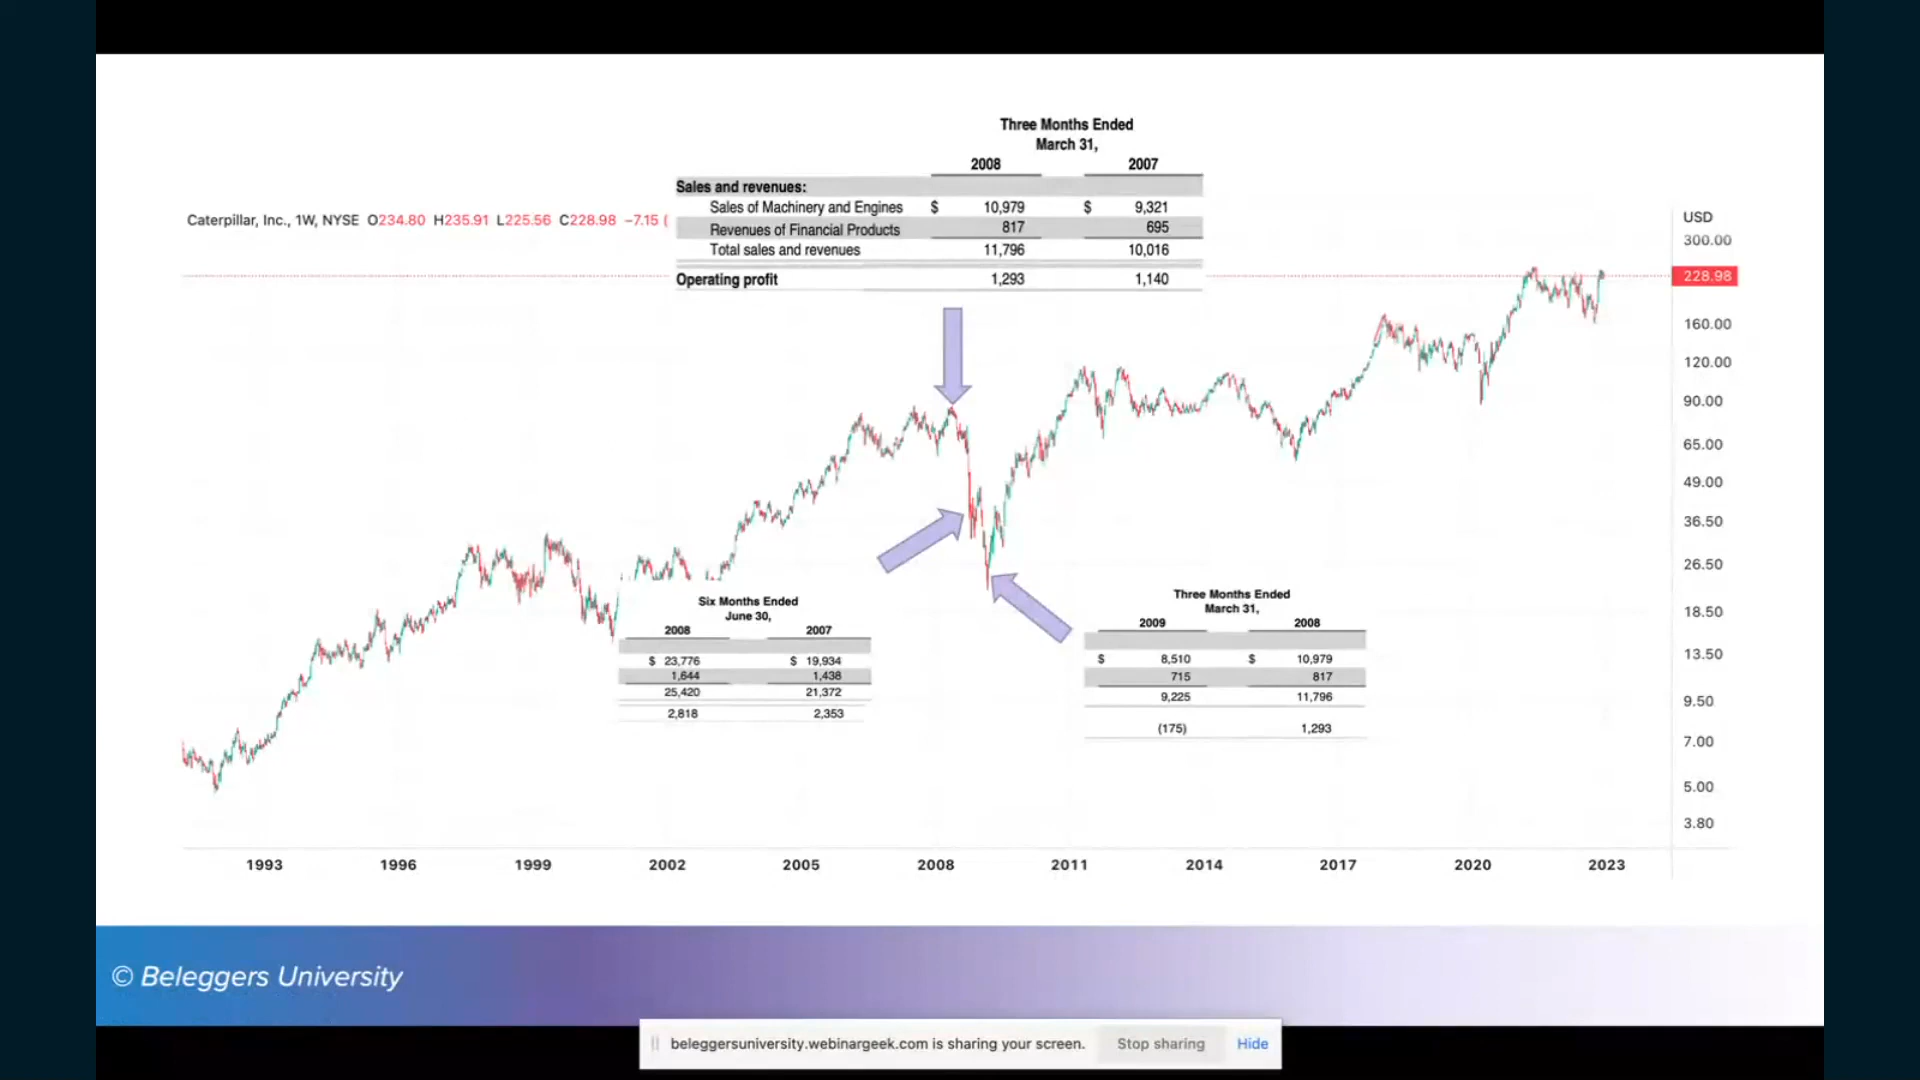 Three Months Ended
March 31,
2008 2007
Sales and revenues:
Sales of Machinery and Engines $ 10,979 $ 9,321
Revenues of Financial Products 817 695
Total sales and revenues 11,796 10,016
Operating profit 1,293 1,140
Caterpillar, Inc., 1W, NYSE O234.80 H235.91 L225.56 C228.98 −7.15 (
USD
300.00
228.98
160.00
120.00
90.00
65.00
49.00
36.50
26.50
18.50
13.50
9.50
7.00
5.00
3.80
Six Months Ended
June 30,
2008 2007
$ 23,776 $ 19,934
1,644 1,438
25,420 21,372
2,818 2,353
Three Months Ended
March 31,
2009 2008
$ 8,510 $ 10,979
715 817
9,225 11,796
(175) 1,293
1993 1996 1999 2002 2005 2008 2011 2014 2017 2020 2023
© Beleggers University
beleggersuniversity.webinargeek.com is sharing your screen. Stop sharing Hide